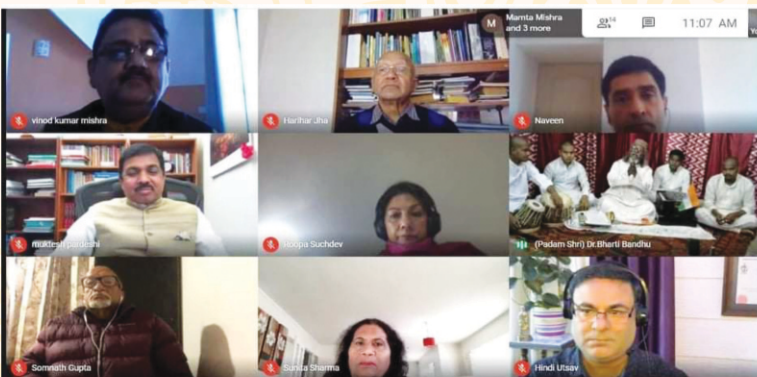 M
Mamta Mishra
and 3 more
14
11:07 AM
vinod kumar mishra
Harihar Jha
Naveen
muktesh pardeshi
Roopa Suchdev
(Padam Shri) Dr.Bharti Bandhu
Somnath Gupta
Sunita Sharma
Hindi Utsav